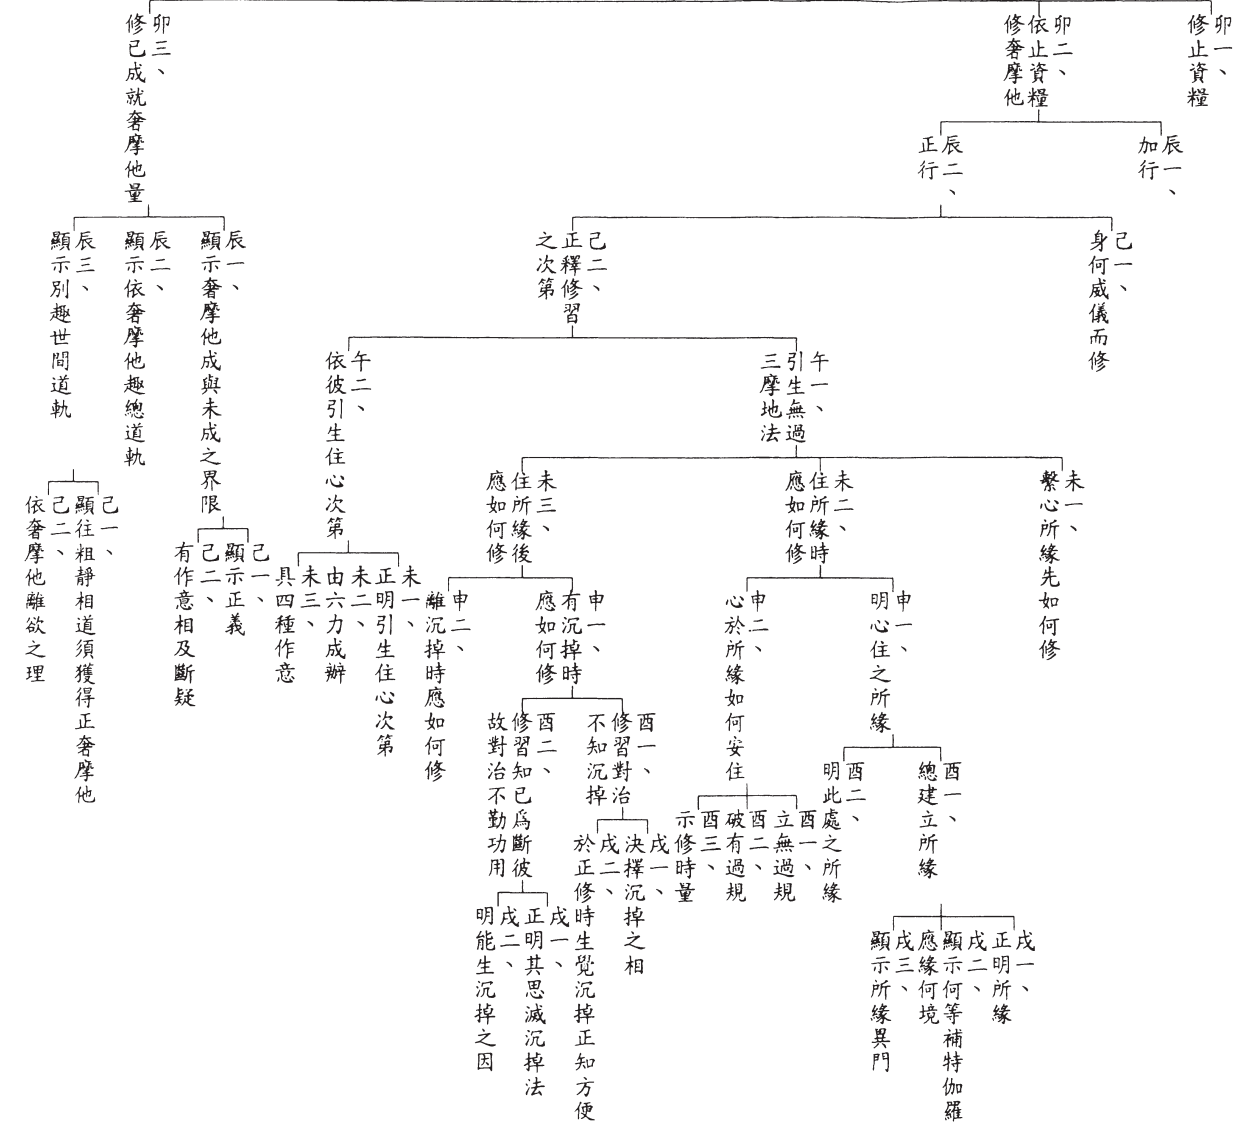 卯一、
修止資糧
卯二、
依止資糧
修奢摩他
辰一、
加行
辰二、
正行
己一、
身何威儀而修
己二、
正釋修習
之次第
午一、
引生無過
三摩地法
未一、
繫心所緣先如何修
未二、
住所緣時
應如何修
申一、
明心住之所緣
酉一、
總建立所緣
戌一、
正明所緣
戌二、
顯示何等補特伽羅
應緣何境
戌三、
顯示所緣異門
酉二、
明此處之所緣
申二、
心於所緣如何安住
酉一、
立無過規
酉二、
破有過規
酉三、
示修時量
未三、
住所緣後
應如何修
申一、
有沉掉時
應如何修
酉一、
修習對治
不知沉掉
戌一、
決擇沉掉之相
戌二、
於正修時生覺沉掉正知方便
酉二、
修習知已爲斷彼
故對治不勤功用
戌一、
正明其思滅沉掉法
戌二、
明能生沉掉之因
申二、
離沉掉時應如何修
午二、
依彼引生住心次第
未一、
正明引生住心次第
未二、
由六力成辦
未三、
具四種作意
卯三、
修已成就奢摩他量
辰一、
顯示奢摩他成與未成之界限
己一、
顯示正義
己二、
有作意相及斷疑
辰二、
顯示依奢摩他趣總道軌
辰三、
顯示別趣世間道軌
己一、
顯往粗靜相道須獲得正奢摩他
己二、
依奢摩他離欲之理